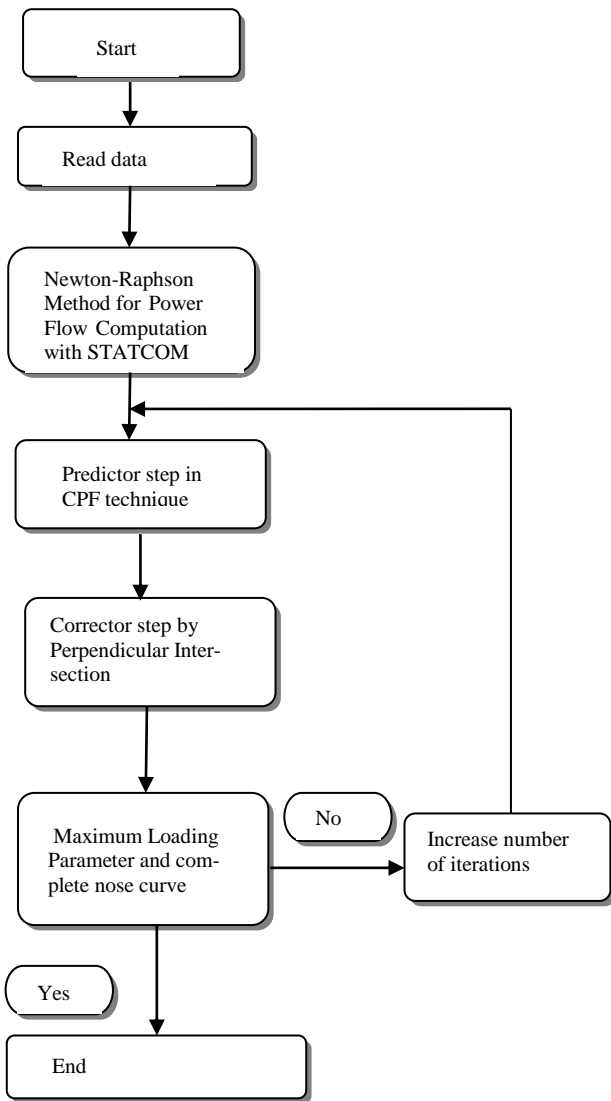 Start
Read data
Newton-Raphson
Method for Power
Flow Computation
with STATCOM
Predictor step in
CPF technique
Corrector step by
Perpendicular Inter-
section
Maximum Loading
Parameter and com-
plete nose curve
No
Increase number
of iterations
Yes
End